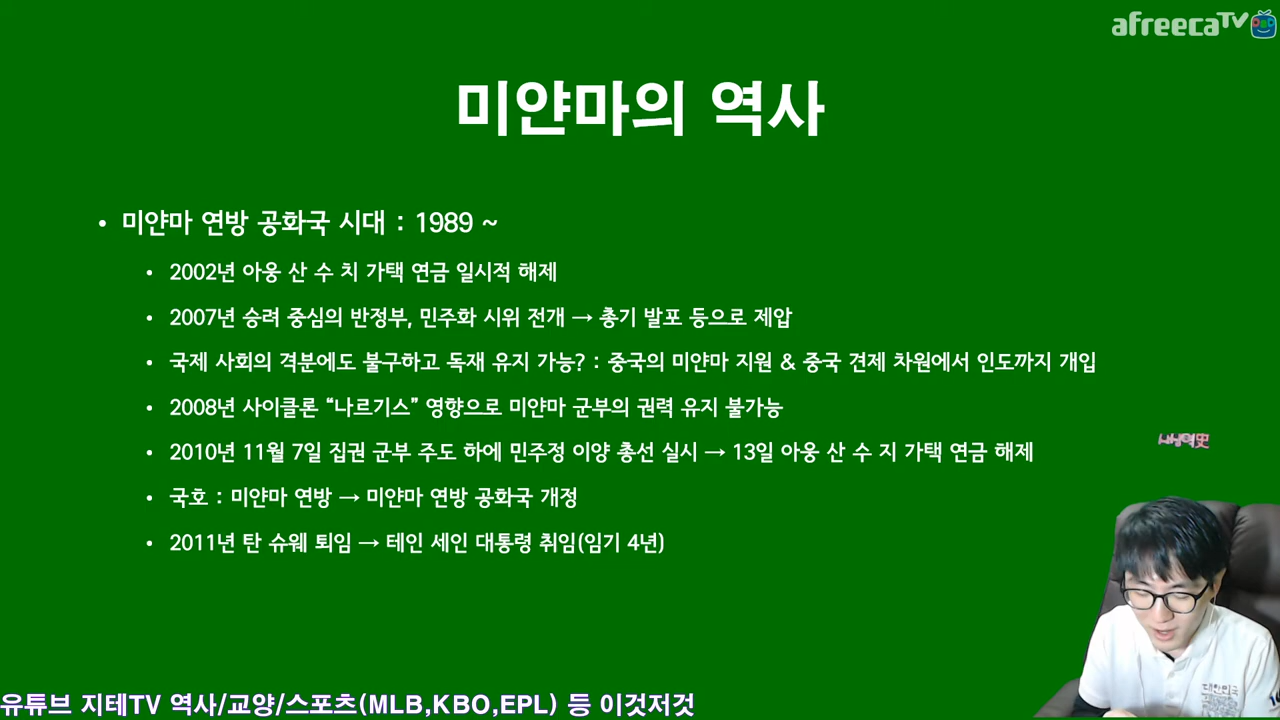 afreecaTV
미얀마의 역사
• 미얀마 연방 공화국 시대 : 1989 ~
• 2002년 아웅 산 수 치 가택 연금 일시적 해제
• 2007년 승려 중심의 반정부, 민주화 시위 전개 → 총기 발포 등으로 제압
• 국제 사회의 격분에도 불구하고 독재 유지 가능? : 중국의 미얀마 지원 & 중국 견제 차원에서 인도까지 개입
• 2008년 사이클론 “나르기스” 영향으로 미얀마 군부의 권력 유지 불가능
• 2010년 11월 7일 집권 군부 주도 하에 민주정 이양 총선 실시 → 13일 아웅 산 수 지 가택 연금 해제
• 국호 : 미얀마 연방 → 미얀마 연방 공화국 개정
• 2011년 탄 슈웨 퇴임 → 테인 세인 대통령 취임(임기 4년)
대한민국
유튜브 지테TV 역사/교양/스포츠(MLB,KBO,EPL) 등 이것저것